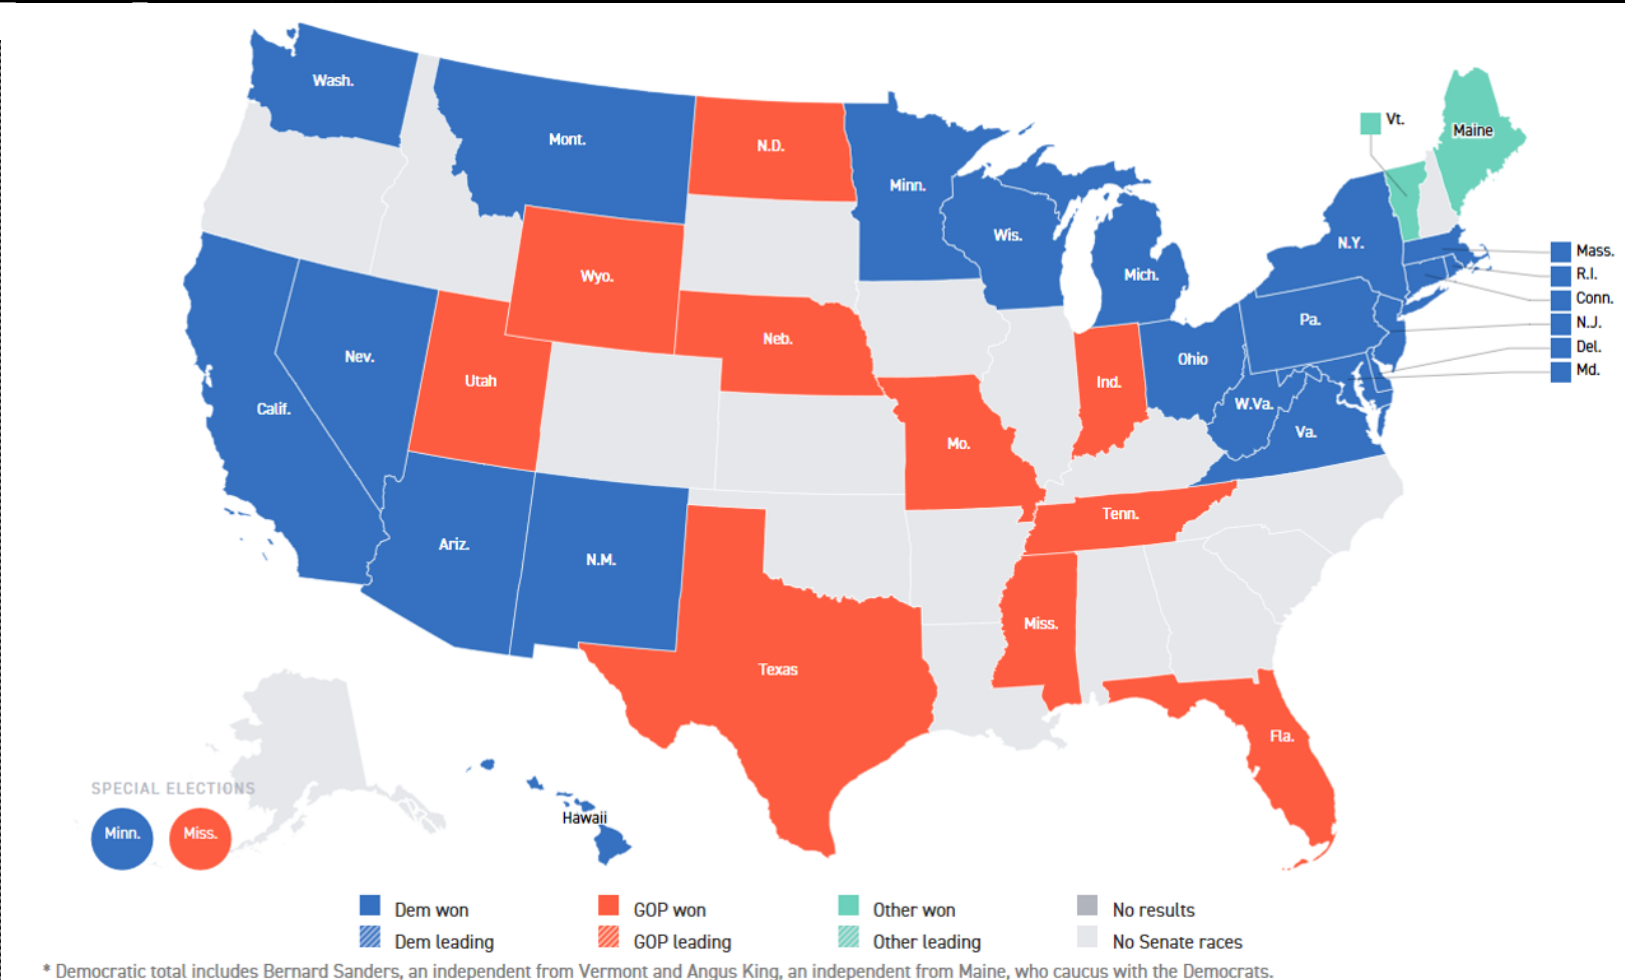 Wash.
Mont.
N.D.
Minn.
Vt.
Maine
Wis.
Mich.
N.Y.
Mass.
R.I.
Conn.
N.J.
Del.
Md.
Wyo.
Neb.
Pa.
Nev.
Utah
Ind.
Ohio
Calif.
W.Va.
Va.
Mo.
Tenn.
Ariz.
N.M.
Miss.
Texas
Fla.
Hawaii
SPECIAL ELECTIONS
Minn.
Miss.
Dem won
GOP won
Other won
No results
Dem leading
GOP leading
Other leading
No Senate races
* Democratic total includes Bernard Sanders, an independent from Vermont and Angus King, an independent from Maine, who caucus with the Democrats.